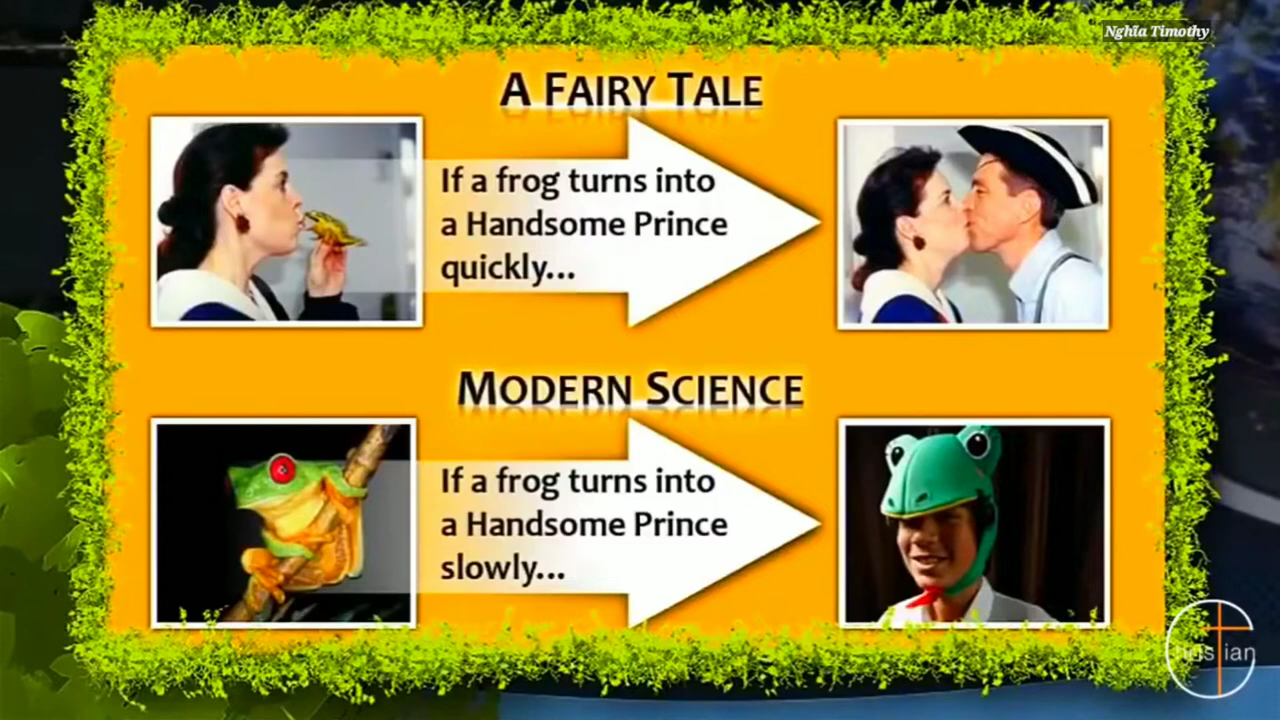 Nghĩa Timothy
A FAIRY TALE
If a frog turns into
a Handsome Prince
quickly...
MODERN SCIENCE
If a frog turns into
a Handsome Prince
slowly...